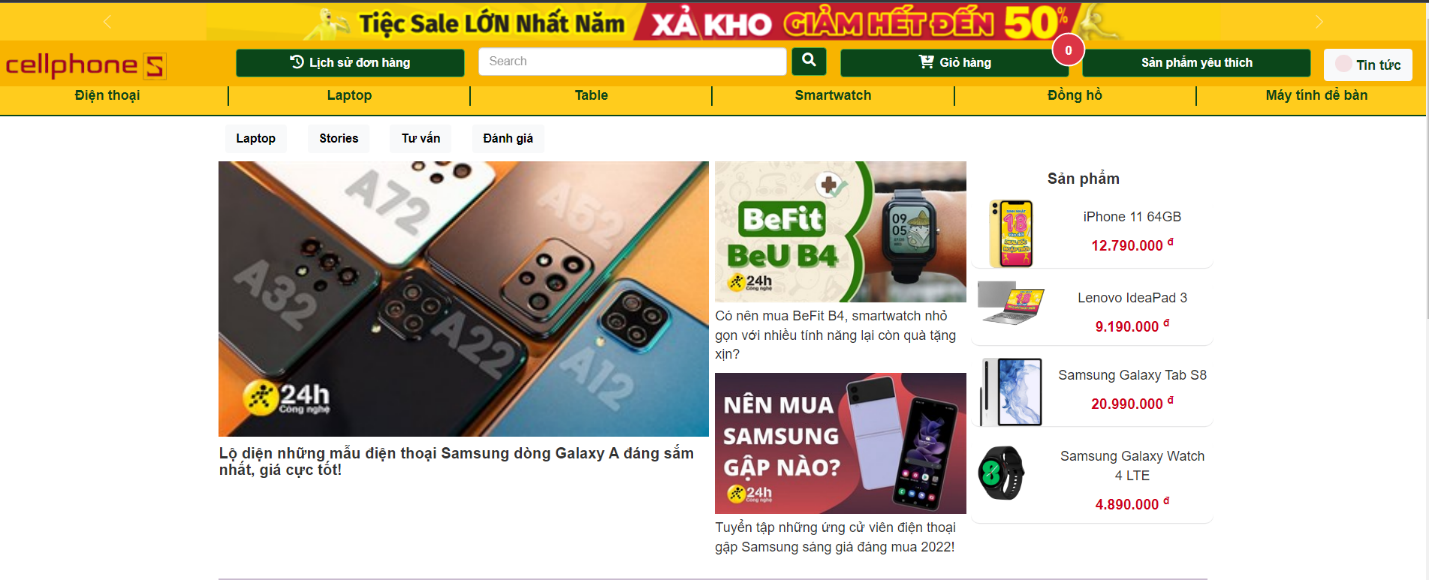 Tiệc Sale LỚN Nhất Năm XẢ KHO GIẢM HẾT ĐẾN 50%
cellphone S
Lịch sử đơn hàng
Search
Giỏ hàng
0
Sản phẩm yêu thích
Tin tức
Điện thoại
Laptop
Table
Smartwatch
Đồng hồ
Máy tính để bàn
Laptop
Stories
Tư vấn
Đánh giá
A72
A52
A32
A22
A12
24h
Công nghệ
Lộ diện những mẫu điện thoại Samsung dòng Galaxy A đáng sắm
nhất, giá cực tốt!
BeFit
BeU B4
09
05
24h
Công nghệ
Có nên mua BeFit B4, smartwatch nhỏ
gọn với nhiều tính năng lại còn quà tặng
xịn?
NÊN MUA
SAMSUNG
GẬP NÀO?
24h
Công nghệ
Tuyển tập những ứng cử viên điện thoại
gập Samsung sáng giá đáng mua 2022!
Sản phẩm
iPhone 11 64GB
12.790.000 đ
Lenovo IdeaPad 3
9.190.000 đ
Samsung Galaxy Tab S8
20.990.000 đ
Samsung Galaxy Watch
4 LTE
4.890.000 đ